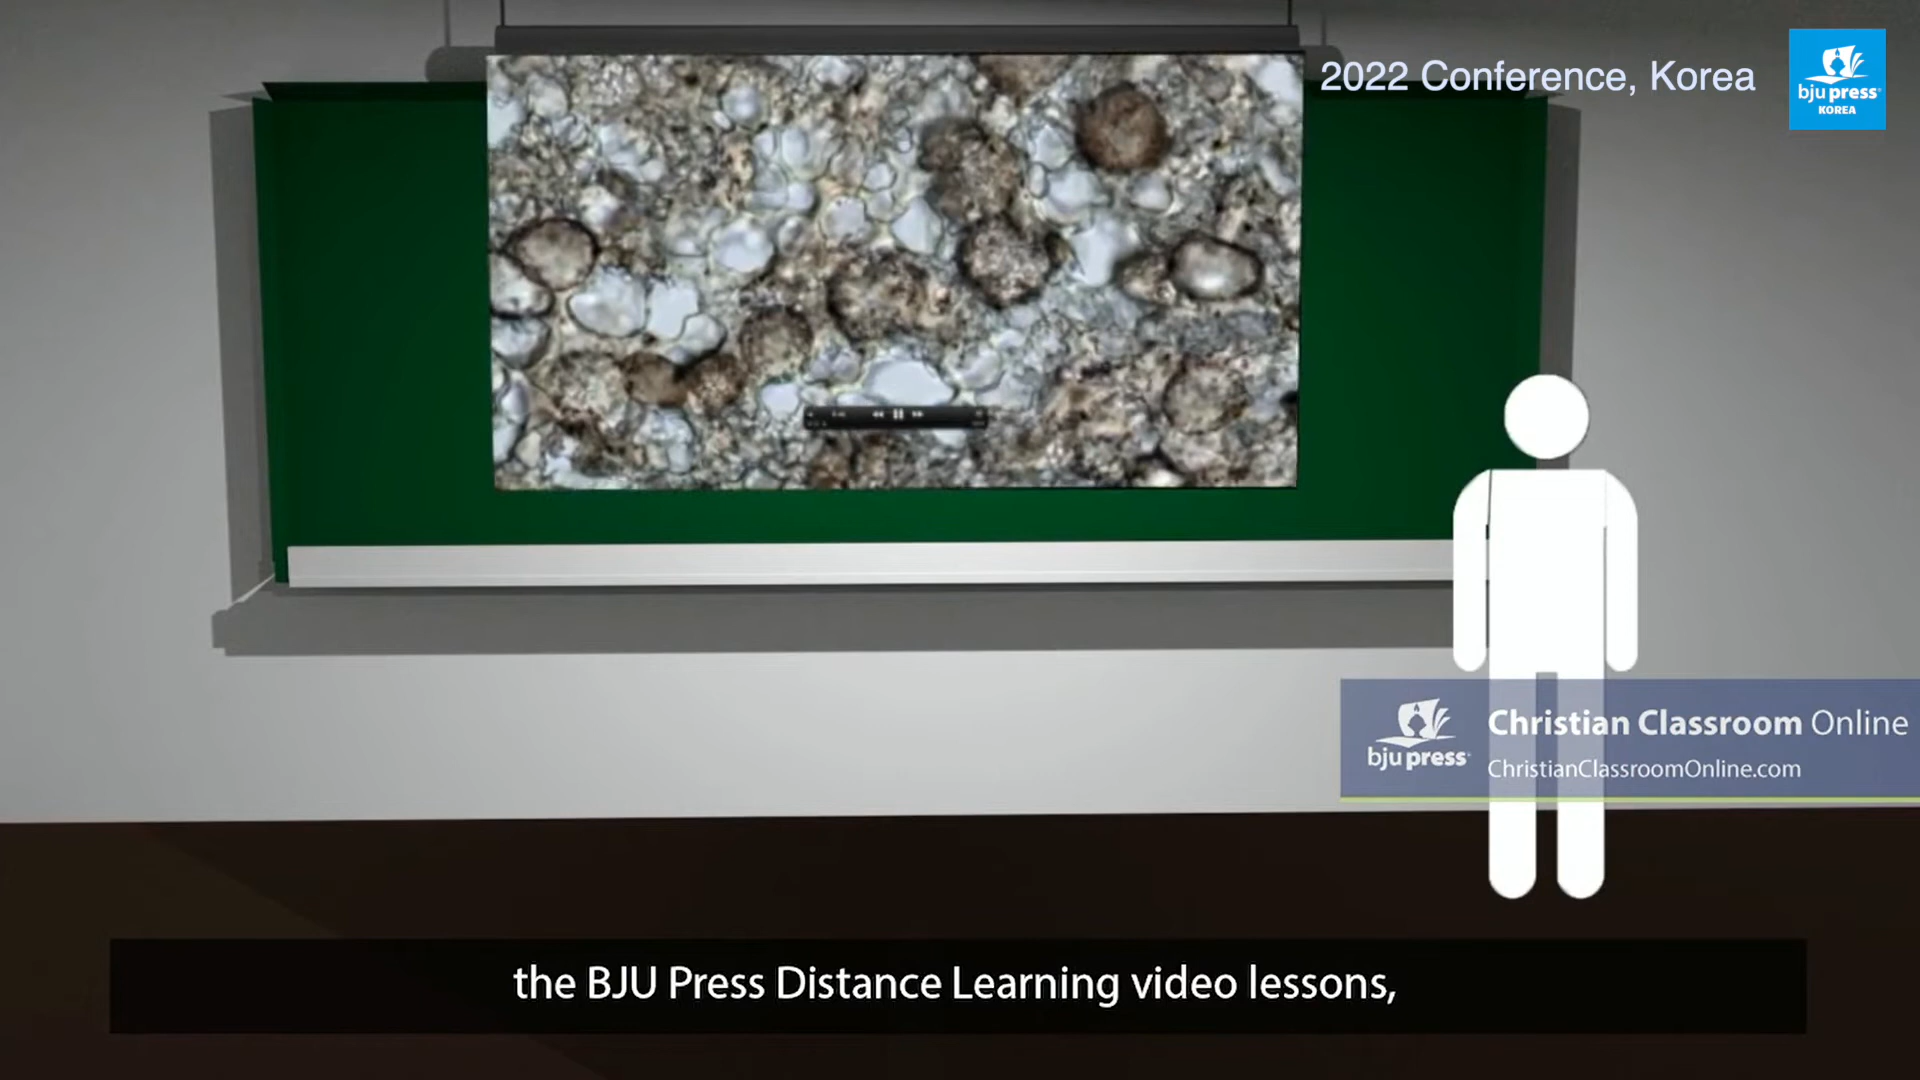 2022 Conference, Korea
bju press
KOREA
bju press
Christian Classroom Online
ChristianClassroomOnline.com
the BJU Press Distance Learning video lessons,